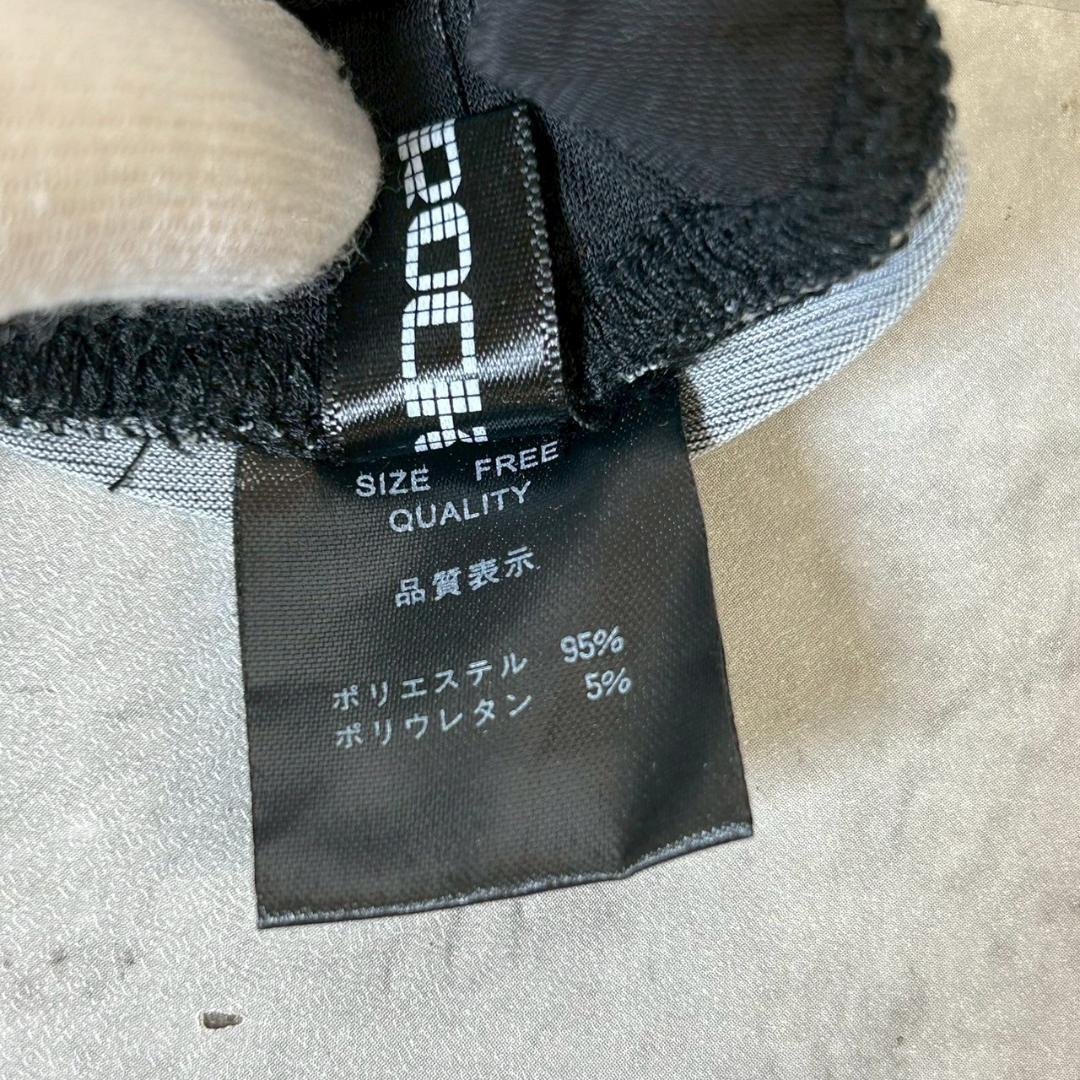 ROCK
SIZE FREE
QUALITY
品質表示
ポリエステル 95%
ポリウレタン 5%